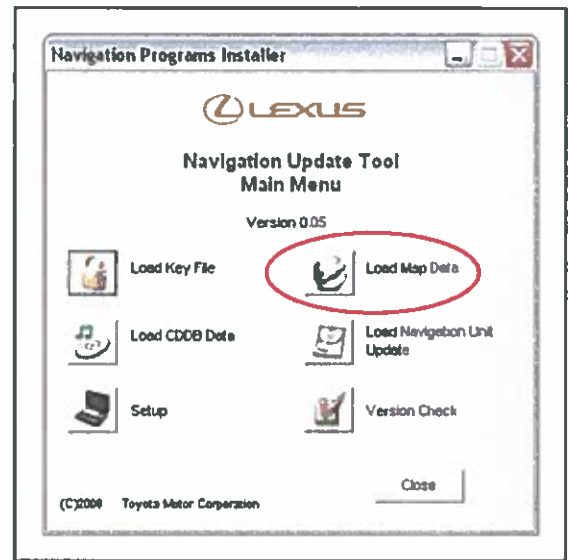 Navigation Programs Installer
LEXUS
Navigation Update Tool
Main Menu
Version 0.05
Load Key File
Load Map Data
Load CDDB Data
Load Navigation Unit
Update
Setup
Version Check
Close
(C)2008 Toyota Motor Corporation